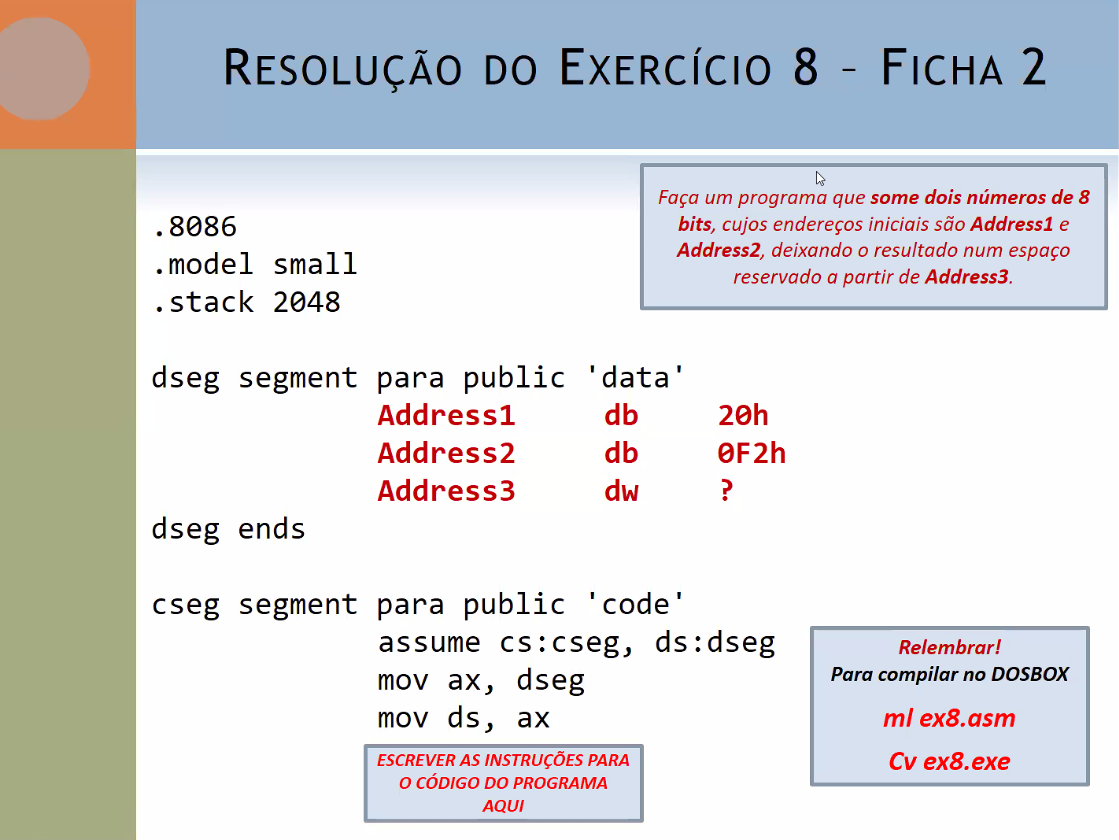 Resolução do Exercício 8 – Ficha 2
Faça um programa que some dois números de 8
bits, cujos endereços iniciais são Address1 e
Address2, deixando o resultado num espaço
reservado a partir de Address3.
.8086
.model small
.stack 2048
dseg segment para public 'data'
Address1 db 20h
Address2 db 0F2h
Address3 dw ?
dseg ends
cseg segment para public 'code'
assume cs:cseg, ds:dseg
mov ax, dseg
mov ds, ax
ESCREVER AS INSTRUÇÕES PARA
O CÓDIGO DO PROGRAMA
AQUI
Relembrar!
Para compilar no DOSBOX
ml ex8.asm
Cv ex8.exe